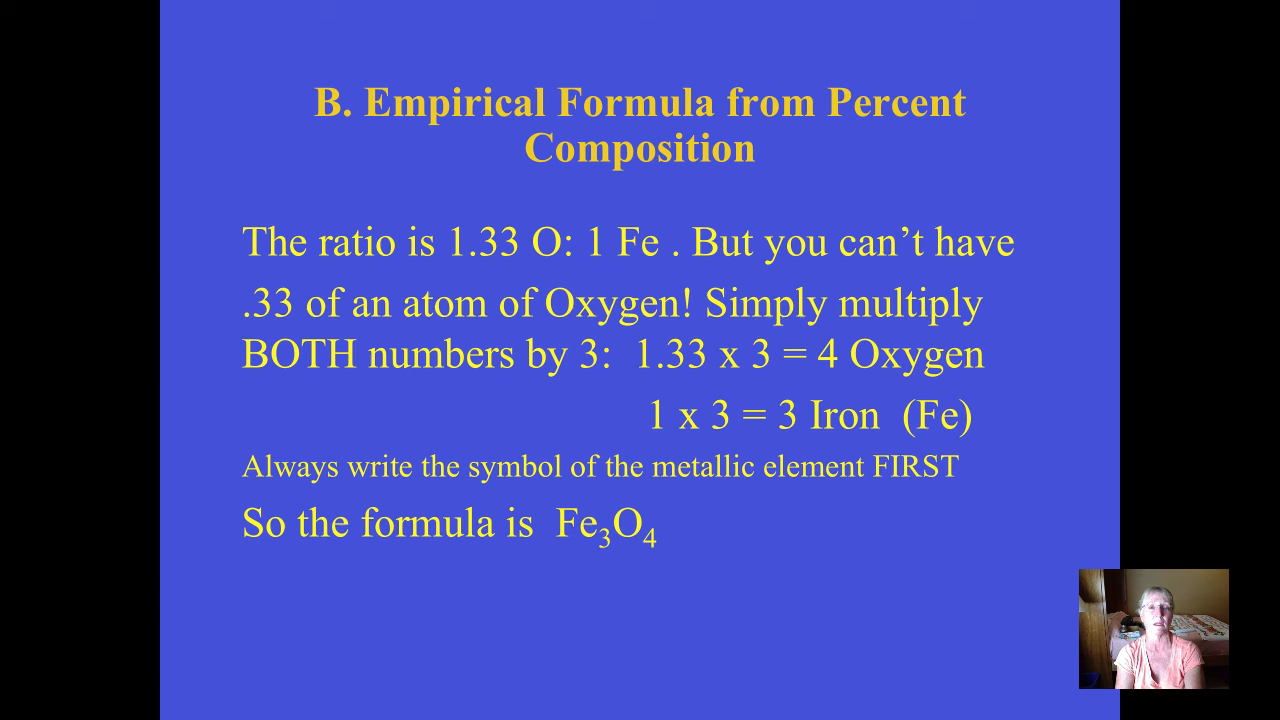 B. Empirical Formula from Percent
Composition
The ratio is 1.33 O: 1 Fe . But you can’t have
.33 of an atom of Oxygen! Simply multiply
BOTH numbers by 3:  1.33 x 3 = 4 Oxygen
1 x 3 = 3 Iron  (Fe)
Always write the symbol of the metallic element FIRST
So the formula is  Fe₃O₄